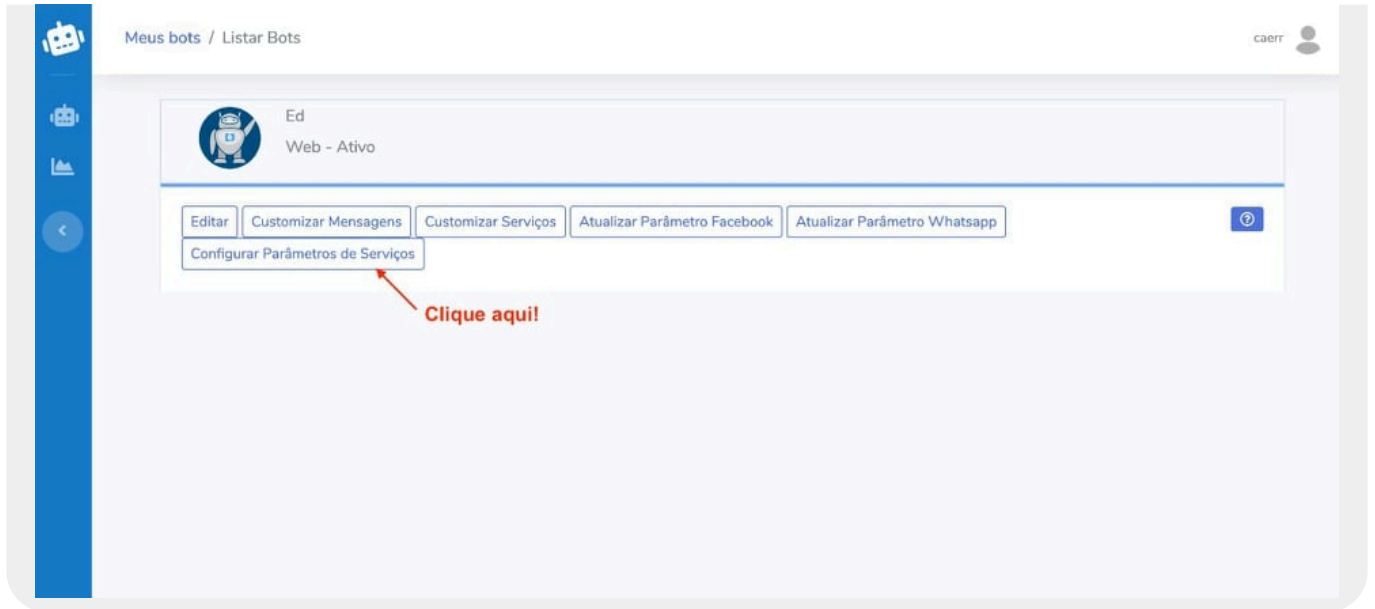 Meus bots / Listar Bots
caerr
Ed
Web - Ativo
Editar Customizar Mensagens Customizar Serviços Atualizar Parâmetro Facebook Atualizar Parâmetro Whatsapp
Configurar Parâmetros de Serviços
Clique aqui!